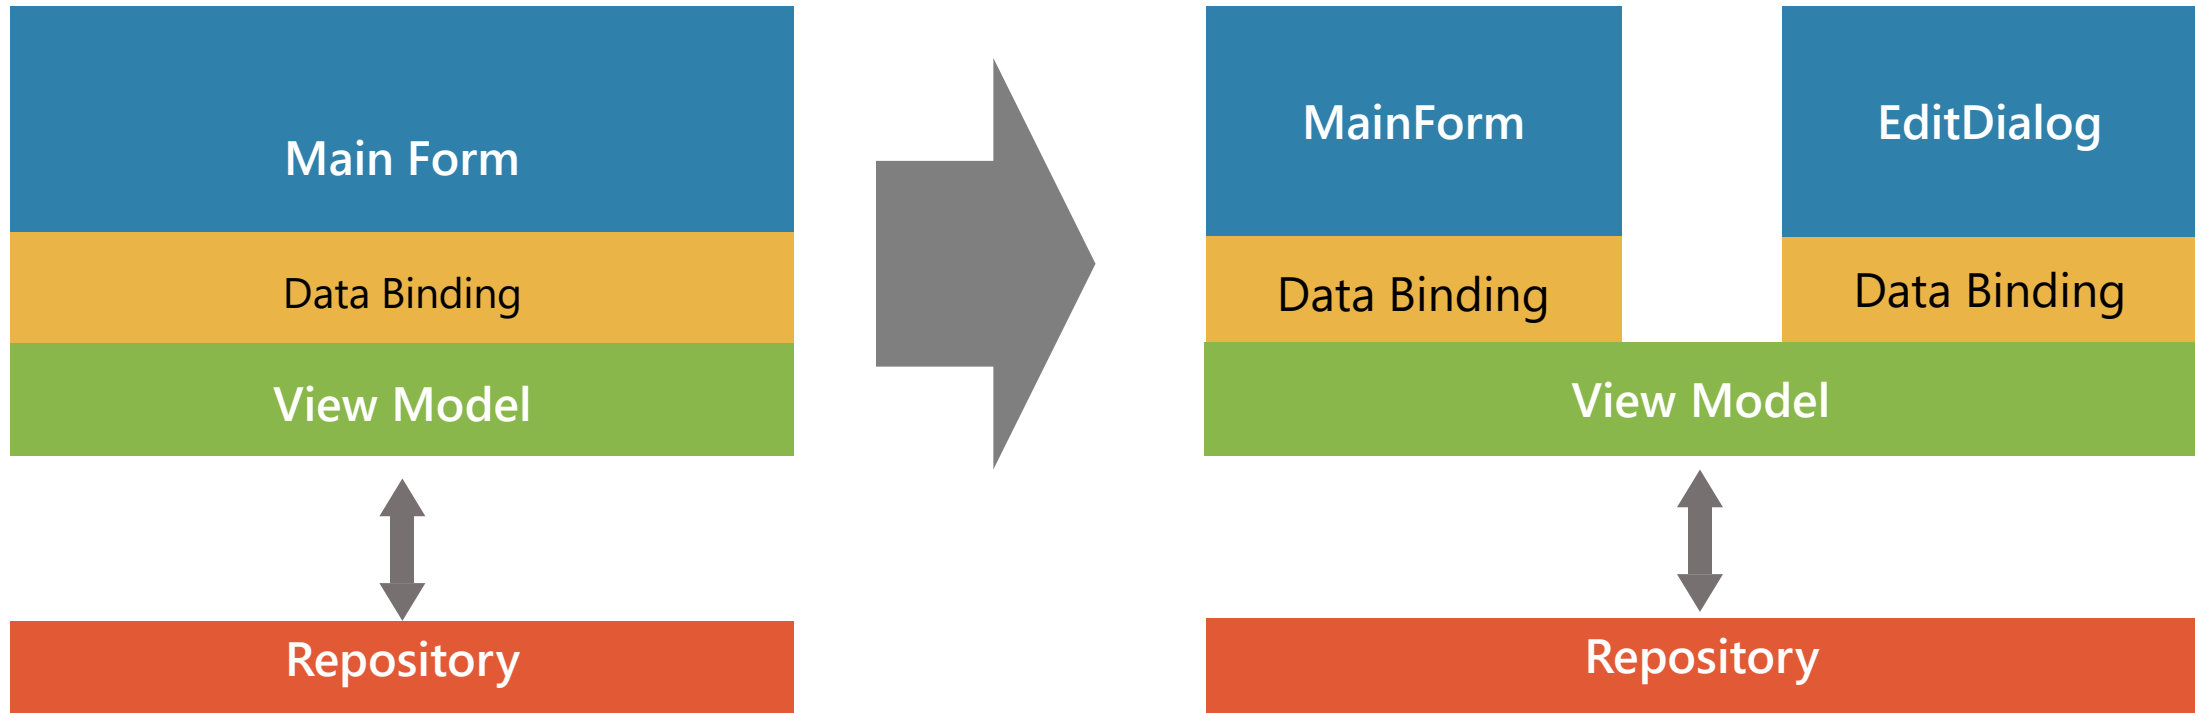 Main Form
Data Binding
View Model
Repository
MainForm
EditDialog
Data Binding
Data Binding
View Model
Repository